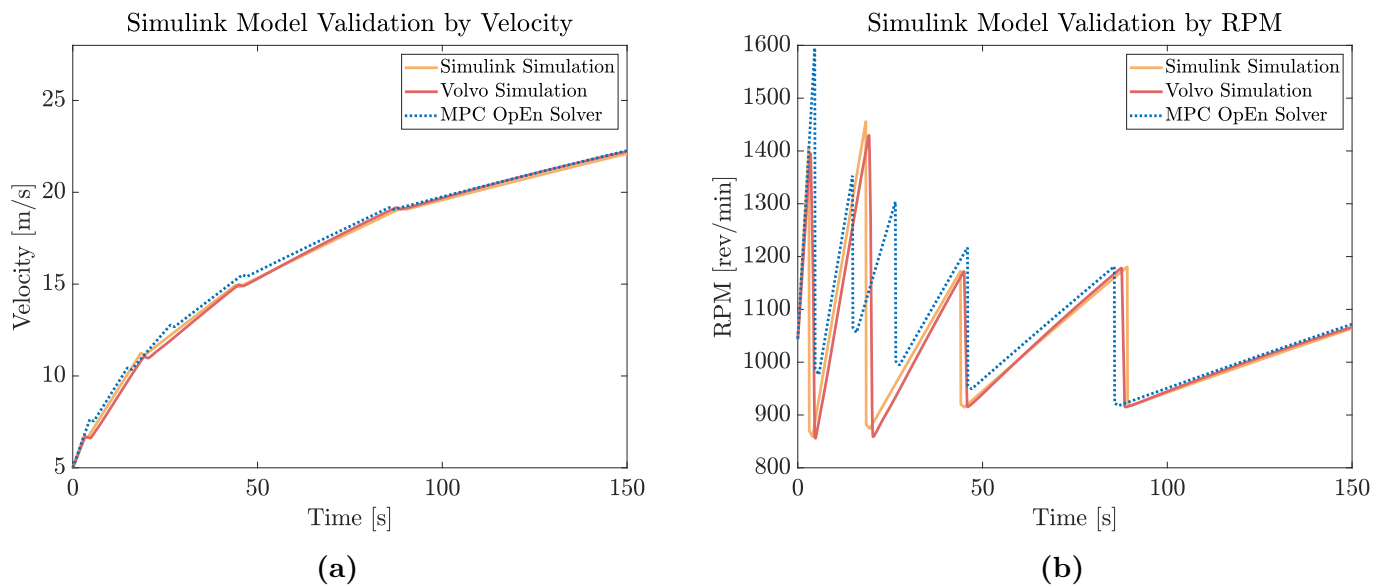 Simulink Model Validation by Velocity
Simulink Simulation
Volvo Simulation
MPC OpEn Solver
25
20
15
10
5
Velocity [m/s]
0
50
100
150
Time [s]
(a)
Simulink Model Validation by RPM
Simulink Simulation
Volvo Simulation
MPC OpEn Solver
1600
1500
1400
1300
1200
1100
1000
900
800
RPM [rev/min]
0
50
100
150
Time [s]
(b)